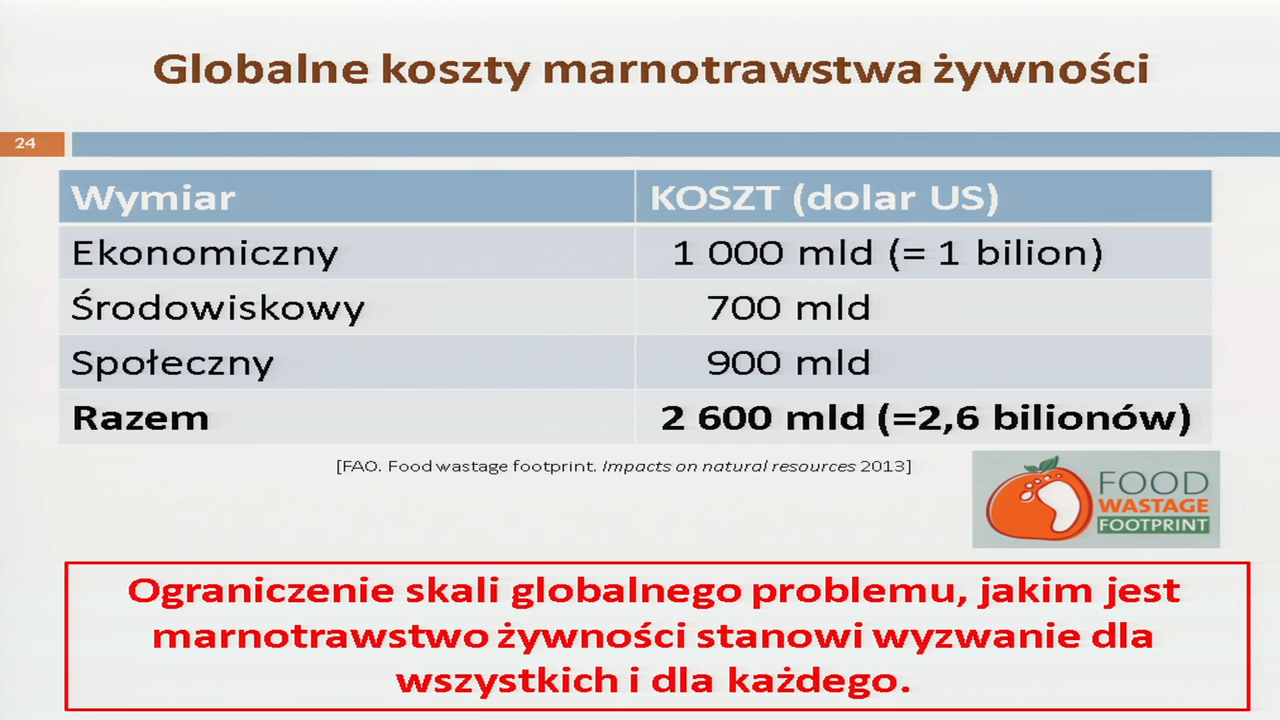 Globalne koszty marnotrawstwa żywności
24
Wymiar KOSZT (dolar US)
Ekonomiczny 1 000 mld (= 1 bilion)
Środowiskowy 700 mld
Społeczny 900 mld
Razem 2 600 mld (=2,6 bilionów)
[FAO. Food wastage footprint. Impacts on natural resources 2013]
FOOD
WASTAGE
FOOTPRINT
Ograniczenie skali globalnego problemu, jakim jest
marnotrawstwo żywności stanowi wyzwanie dla
wszystkich i dla każdego.